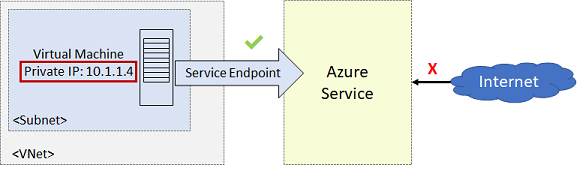 Virtual Machine
Private IP: 10.1.1.4
<Subnet>
<VNet>
Service Endpoint
Azure
Service
X
Internet